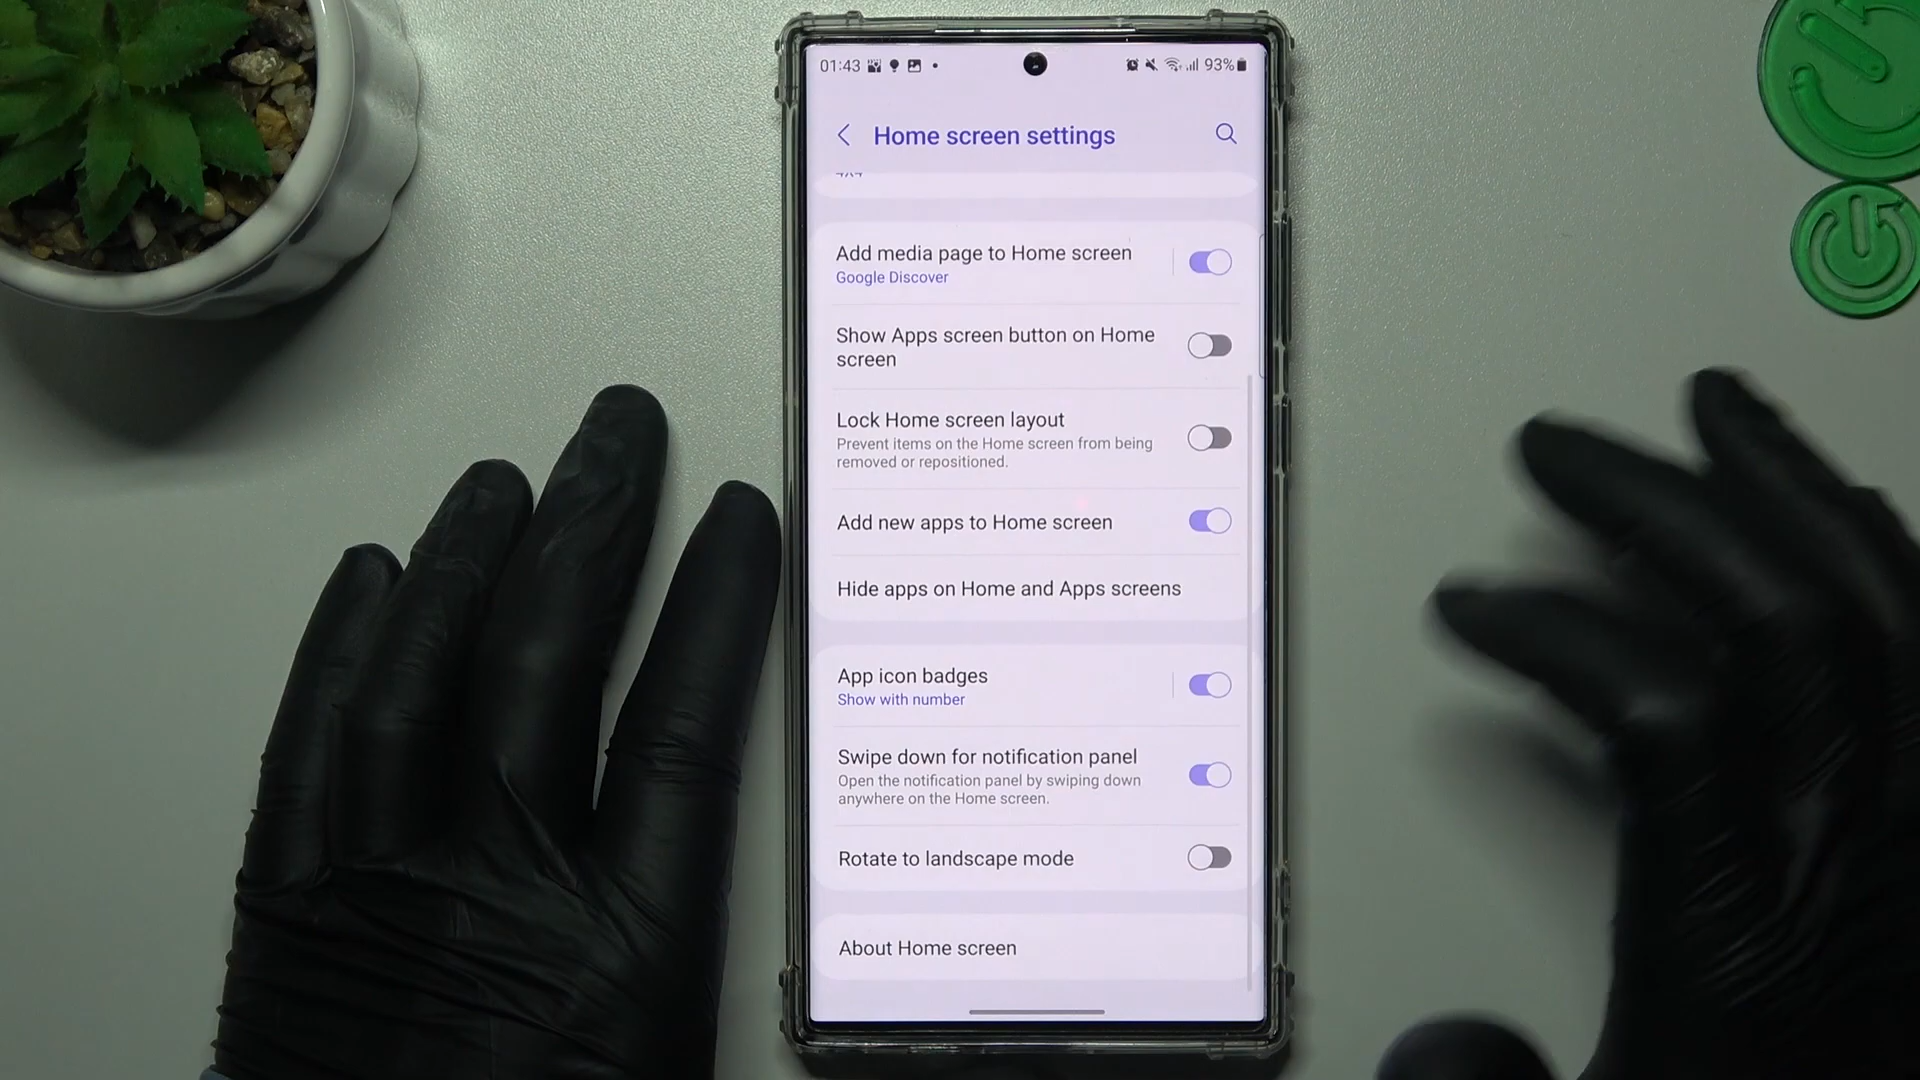 01:43
93%
Home screen settings
4x4
Add media page to Home screen
Google Discover
Show Apps screen button on Home
screen
Lock Home screen layout
Prevent items on the Home screen from being
removed or repositioned.
Add new apps to Home screen
Hide apps on Home and Apps screens
App icon badges
Show with number
Swipe down for notification panel
Open the notification panel by swiping down
anywhere on the Home screen.
Rotate to landscape mode
About Home screen